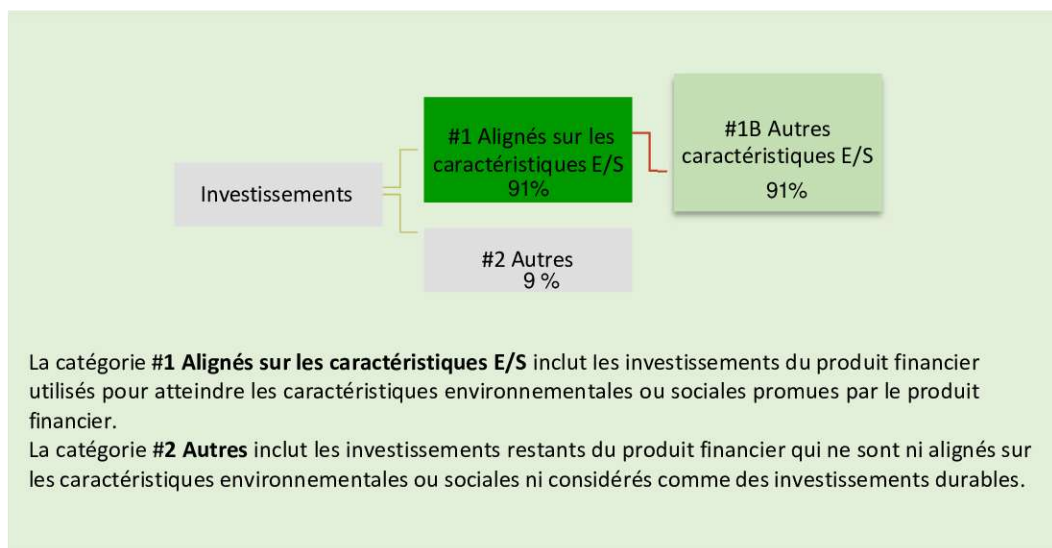 Investissements
#1 Alignés sur les
caractéristiques E/S
91%
#1B Autres
caractéristiques E/S
91%
#2 Autres
9 %
La catégorie #1 Alignés sur les caractéristiques E/S inclut les investissements du produit financier
utilisés pour atteindre les caractéristiques environnementales ou sociales promues par le produit
financier.
La catégorie #2 Autres inclut les investissements restants du produit financier qui ne sont ni alignés sur
les caractéristiques environnementales ou sociales ni considérés comme des investissements durables.